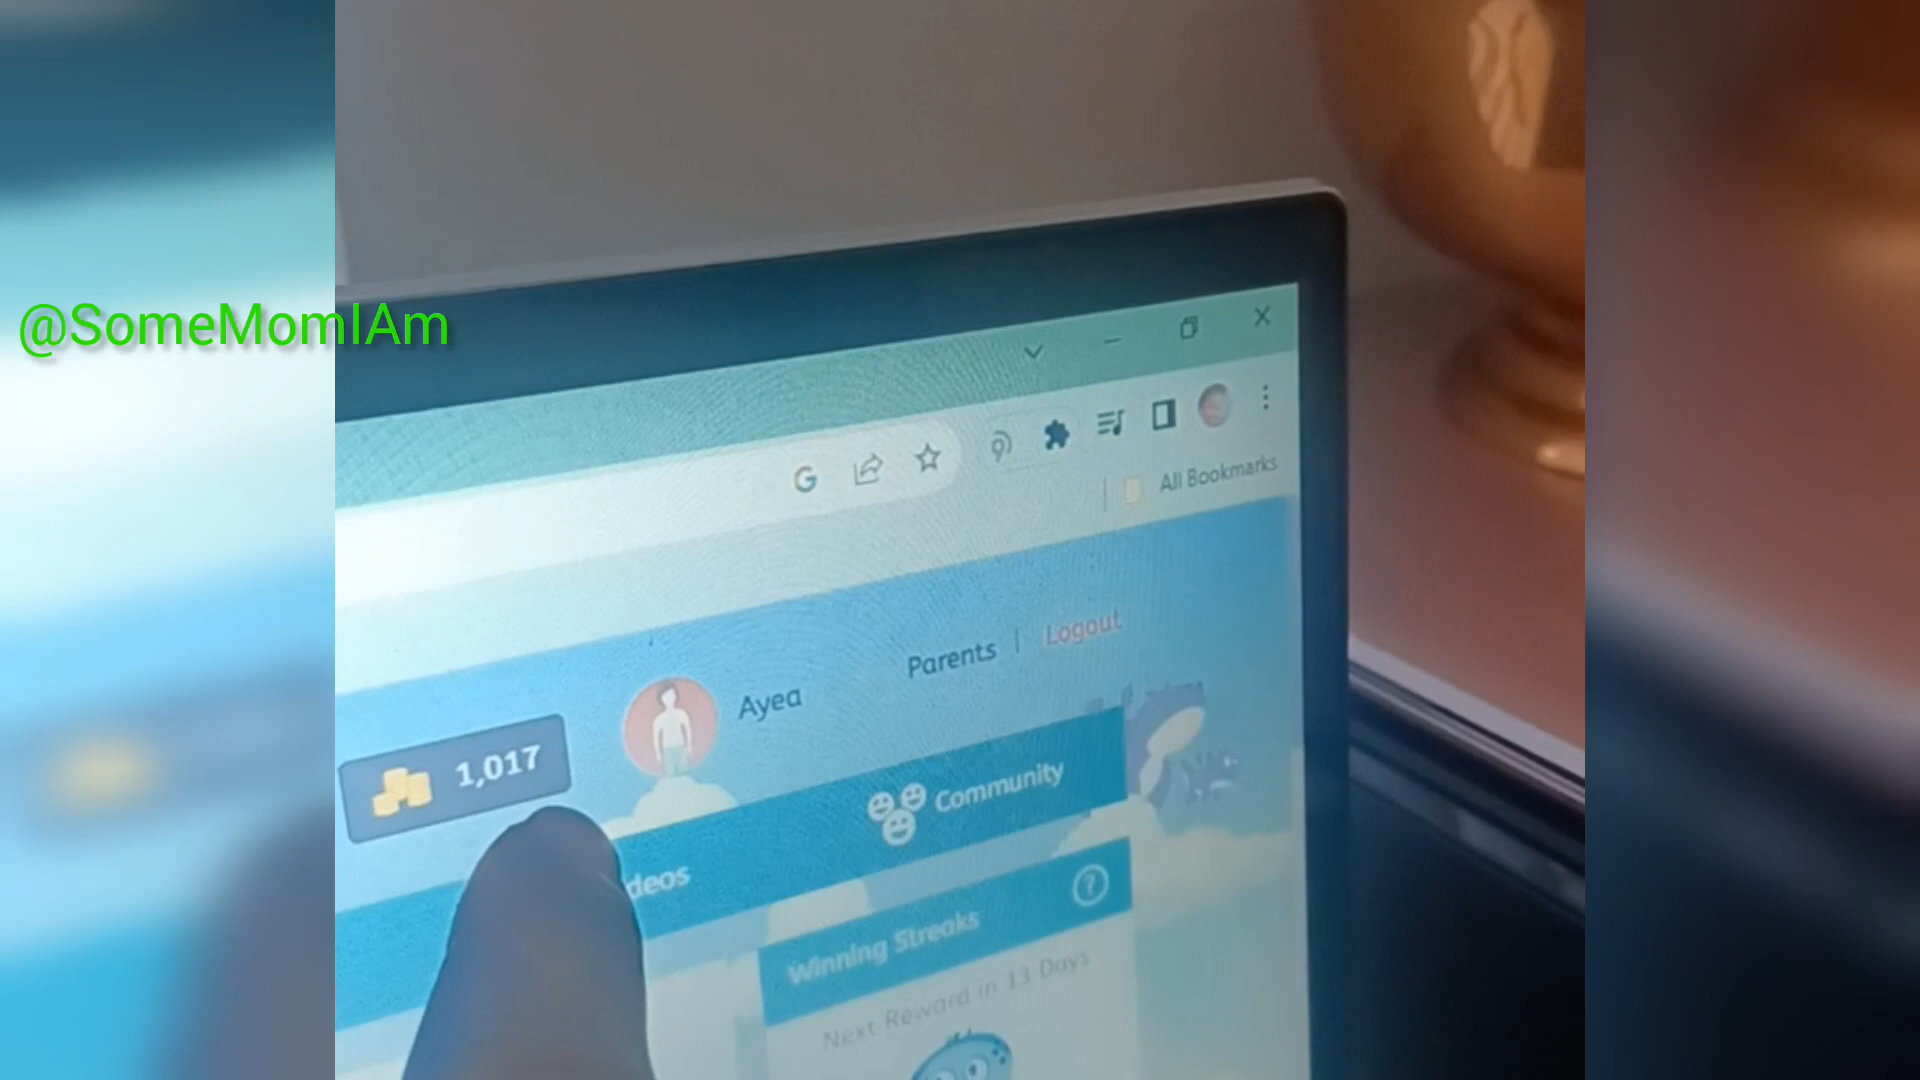 @SomeMomIAm
All Bookmarks
Parents | Logout
Ayea
1,017
Community
deos
Winning Streaks
?
Next Reward in 13 Days